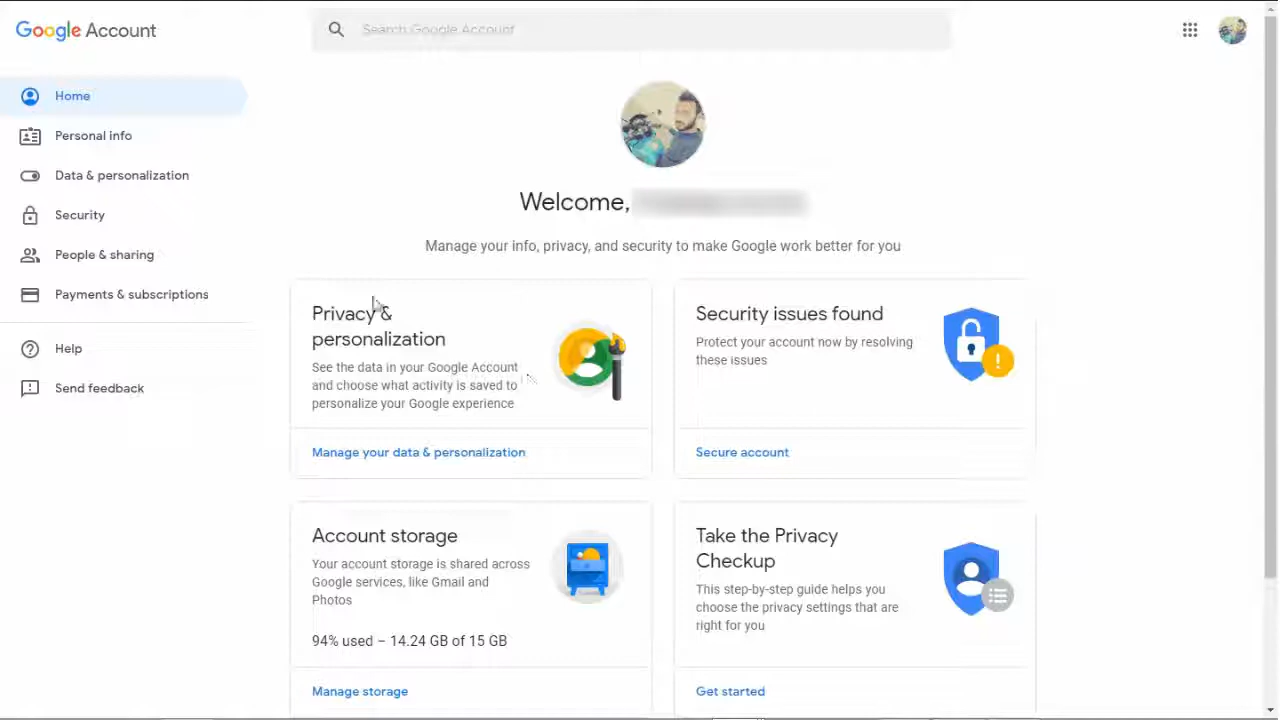 Google Account
Search Google Account
Home
Personal info
Data & personalization
Security
People & sharing
Payments & subscriptions
Help
Send feedback
Welcome,
Manage your info, privacy, and security to make Google work better for you
Privacy &
personalization
See the data in your Google Account
and choose what activity is saved to
personalize your Google experience
Manage your data & personalization
Security issues found
Protect your account now by resolving
these issues
Secure account
Account storage
Your account storage is shared across
Google services, like Gmail and
Photos
94% used – 14.24 GB of 15 GB
Manage storage
Take the Privacy
Checkup
This step-by-step guide helps you
choose the privacy settings that are
right for you
Get started